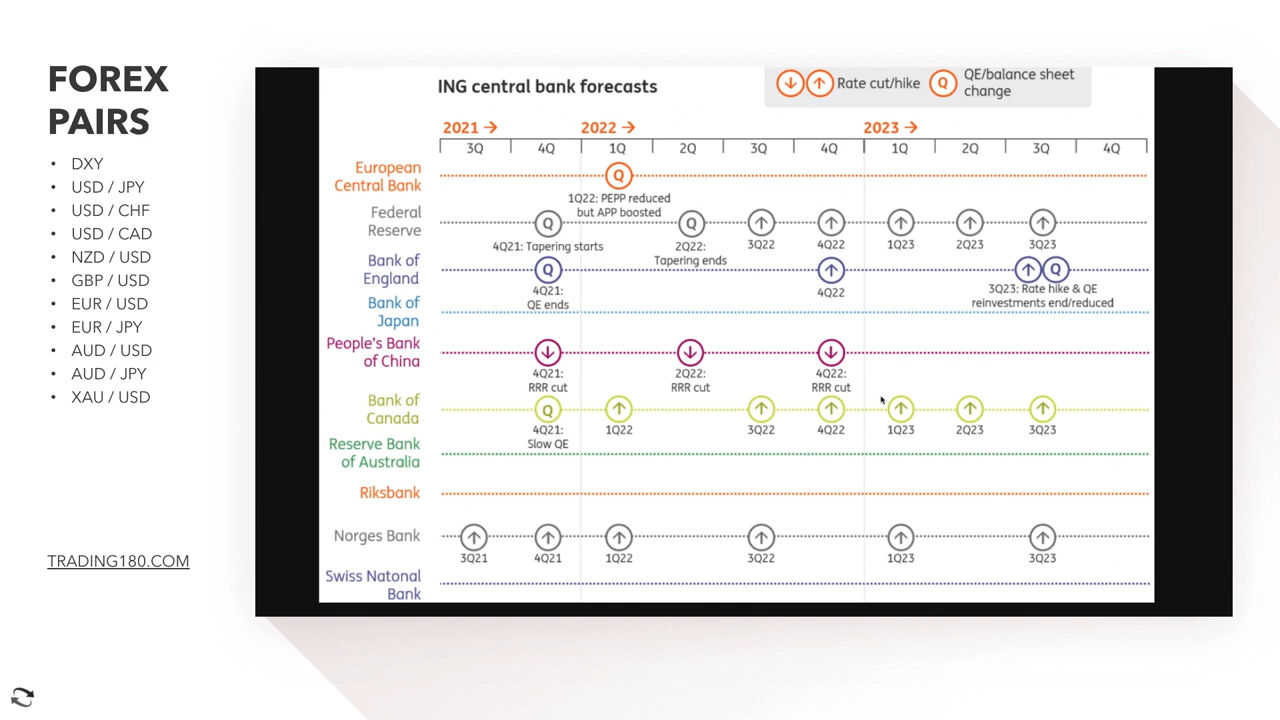 FOREX
PAIRS
• DXY
• USD / JPY
• USD / CHF
• USD / CAD
• NZD / USD
• GBP / USD
• EUR / USD
• EUR / JPY
• AUD / USD
• AUD / JPY
• XAU / USD
TRADING180.COM
ING central bank forecasts
Rate cut/hike
Q
QE/balance sheet
change
2021 → 2022 → 2023 →
3Q 4Q 1Q 2Q 3Q 4Q 1Q 2Q 3Q 4Q
European
Central Bank
Q
1Q22: PEPP reduced
but APP boosted
Federal
Reserve
Q Q
4Q21: Tapering starts
2Q22:
Tapering ends
3Q22 4Q22 1Q23 2Q23 3Q23
Bank of
England
Q Q
4Q21:
QE ends
4Q22
3Q23: Rate hike & QE
reinvestments end/reduced
Bank of
Japan
People's Bank
of China
4Q21:
RRR cut
2Q22:
RRR cut
4Q22:
RRR cut
Bank of
Canada
Q
4Q21:
Slow QE
1Q22 3Q22 4Q22 1Q23 2Q23 3Q23
Reserve Bank
of Australia
Riksbank
Norges Bank
3Q21 4Q21 1Q22 3Q22 1Q23 3Q23
Swiss Natonal
Bank